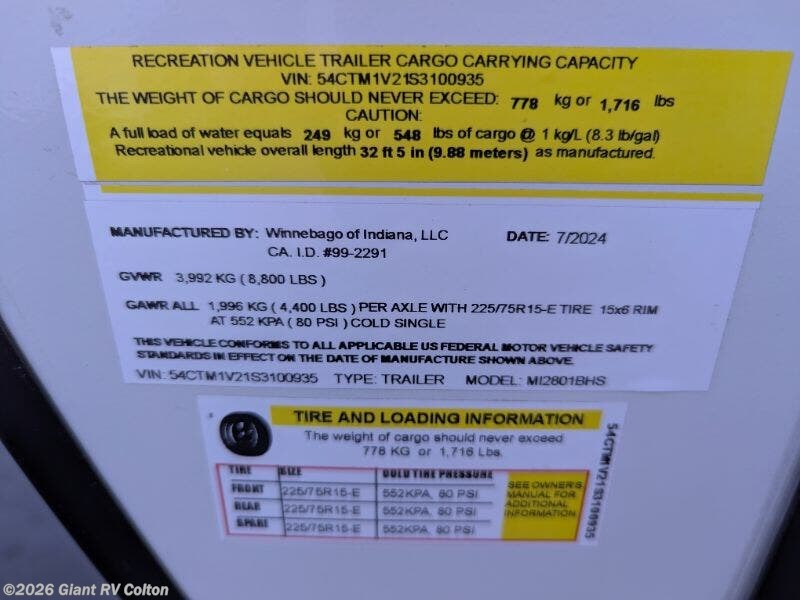 RECREATION VEHICLE TRAILER CARGO CARRYING CAPACITY
VIN: 54CTM1V21S3100935
THE WEIGHT OF CARGO SHOULD NEVER EXCEED: 778 kg or 1,716 lbs
CAUTION:
A full load of water equals 249 kg or 548 lbs of cargo @ 1 kg/L (8.3 lb/gal)
Recreational vehicle overall length 32 ft 5 in (9.88 meters) as manufactured.
MANUFACTURED BY: Winnebago of Indiana, LLC DATE: 7/2024
CA. I.D. #99-2291
GVWR 3,992 KG ( 8,800 LBS )
GAWR ALL 1,996 KG ( 4,400 LBS ) PER AXLE WITH 225/75R15-E TIRE 15x6 RIM
AT 552 KPA ( 80 PSI ) COLD SINGLE
THIS VEHICLE CONFORMS TO ALL APPLICABLE US FEDERAL MOTOR VEHICLE SAFETY
STANDARDS IN EFFECT ON THE DATE OF MANUFACTURE SHOWN ABOVE.
VIN: 54CTM1V21S3100935 TYPE: TRAILER MODEL: MI2801BHS
TIRE AND LOADING INFORMATION
The weight of cargo should never exceed
778 KG or 1,716 Lbs.
TIRE SIZE COLD TIRE PRESSURE
FRONT 225/75R15-E 552KPA, 80 PSI
REAR 225/75R15-E 552KPA, 80 PSI
SPARE 225/75R15-E 552KPA, 80 PSI
SEE OWNER'S
MANUAL FOR
ADDITIONAL
INFORMATION
54CTM1V21S3100935
©2026 Giant RV Colton